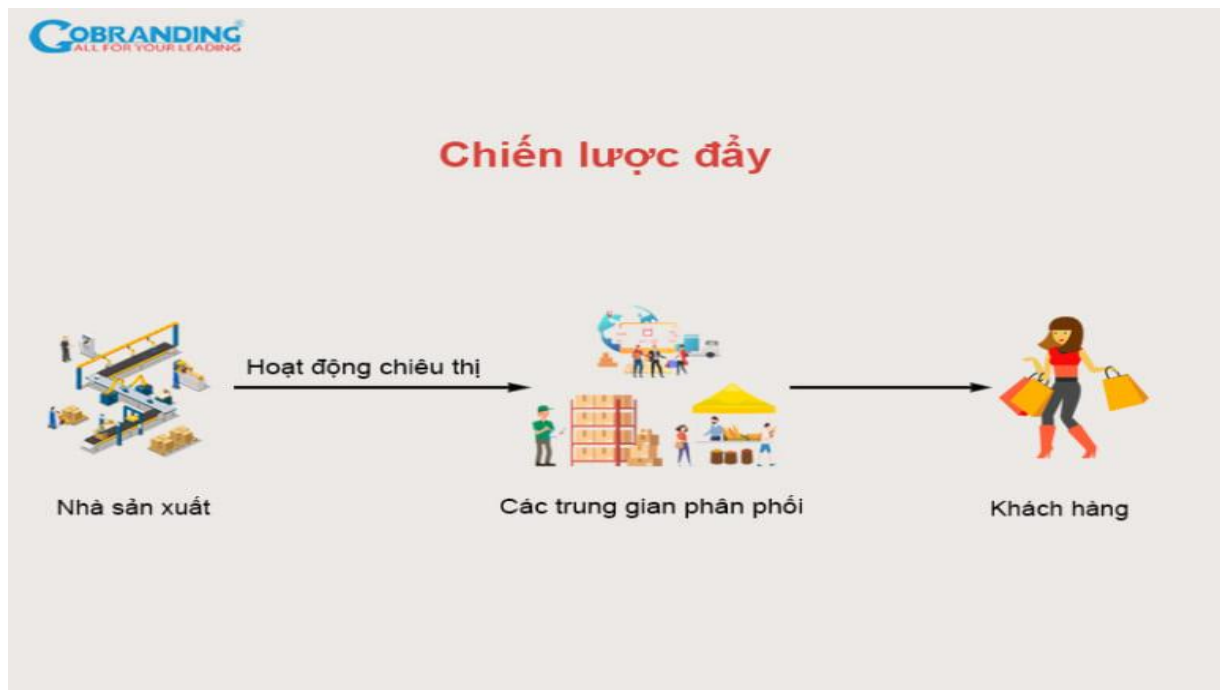 GOBRANDING
ALL FOR YOUR LEADING
Chiến lược đẩy
Hoạt động chiêu thị
Nhà sản xuất
Các trung gian phân phối
Khách hàng